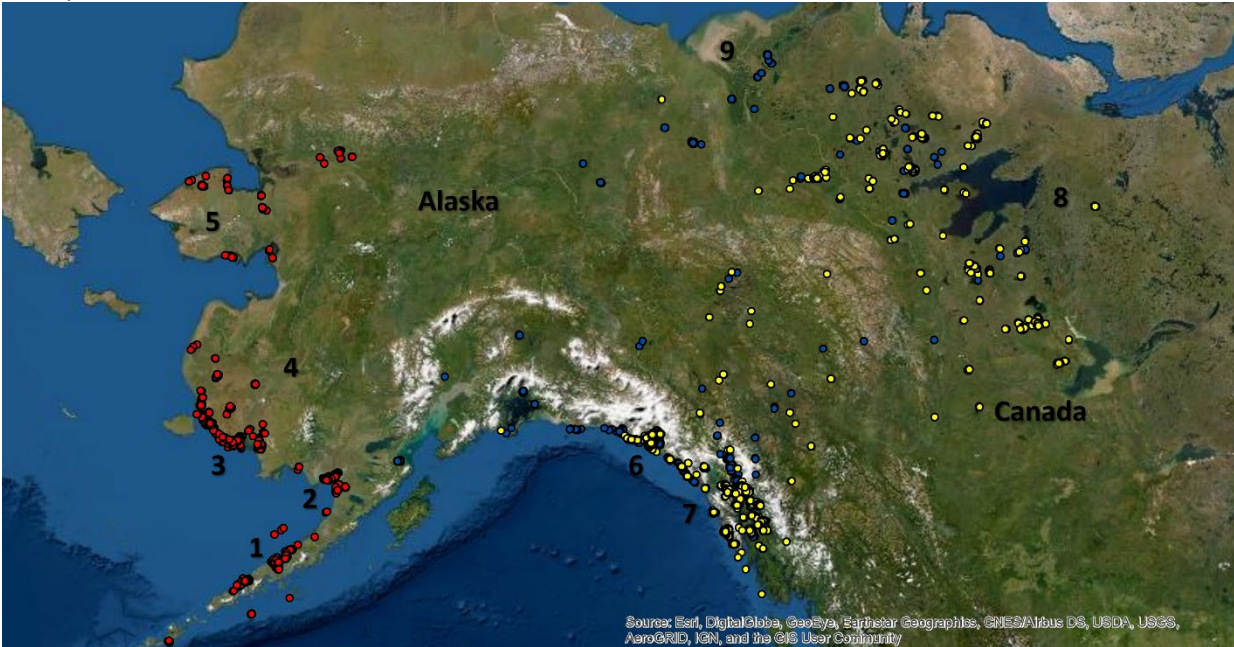 9
Alaska
8
5
4
Canada
3
6
2
7
1
Source: Esri, DigitalGlobe, GeoEye, Earthstar Geographics, CNES/Airbus DS, USDA, USGS,
AeroGRID, IGN, and the GIS User Community